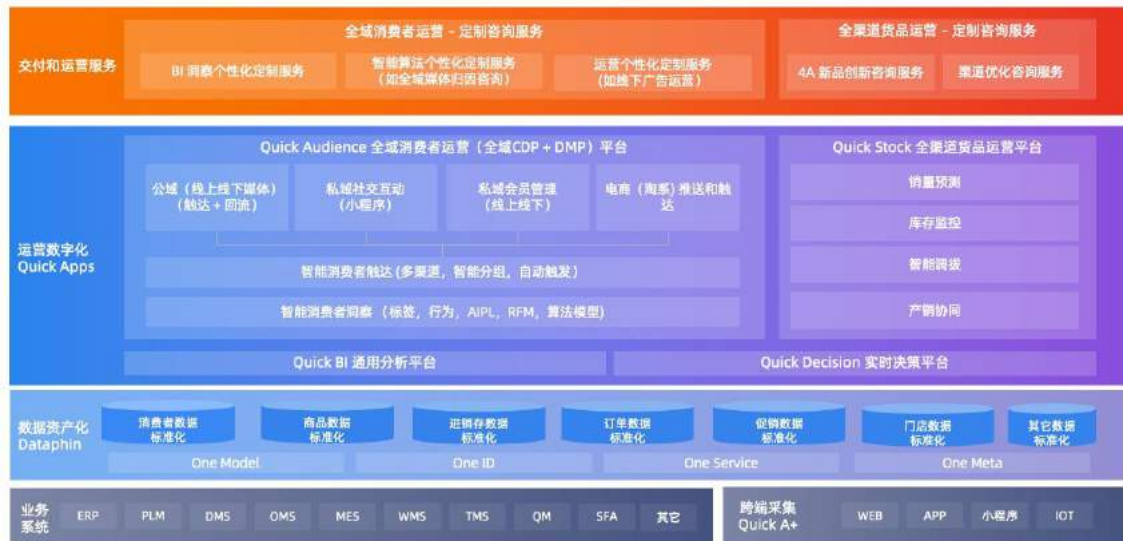 交付和运营服务
全域消费者运营 - 定制咨询服务
BI 洞察个性化定制服务
智能算法个性化定制服务
(如全域媒体归因咨询)
运营个性化定制服务
(如线下广告运营)
全渠道货品运营 - 定制咨询服务
4A 新品创新咨询服务
渠道优化咨询服务
运营数字化
Quick Apps
Quick Audience 全域消费者运营(全域CDP + DMP)平台
公域(线上线下媒体)
(触达 + 回流)
私域社交互动
(小程序)
私域会员管理
(线上线下)
电商(淘系)推送和触
达
智能消费者触达 (多渠道, 智能分组, 自动触发)
智能消费者洞察 (标签, 行为, AIPL, RFM, 算法模型)
Quick Stock 全渠道货品运营平台
销量预测
库存监控
智能调拨
产销协同
Quick BI 通用分析平台
Quick Decision 实时决策平台
数据资产化
Dataphin
消费者数据
标准化
商品数据
标准化
进销存数据
标准化
订单数据
标准化
促销数据
标准化
门店数据
标准化
其它数据
标准化
One Model
One ID
One Service
One Meta
业务
系统
ERP
PLM
DMS
OMS
MES
WMS
TMS
QM
SFA
其它
跨端采集
Quick A+
WEB
APP
小程序
IOT